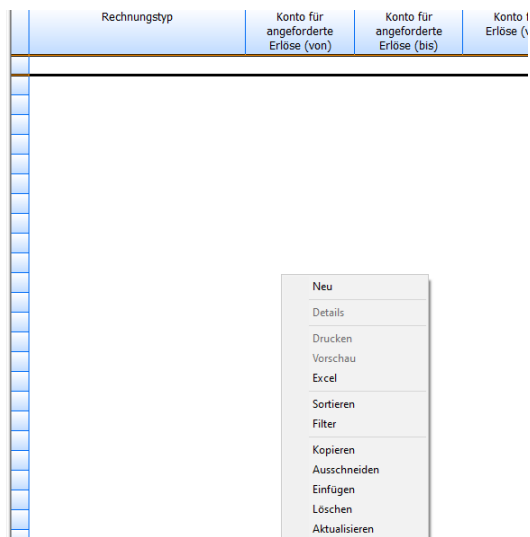 Rechnungstyp
Konto für angeforderte Erlöse (von)
Konto für angeforderte Erlöse (bis)
Konto
Erlöse
Neu
Details
Drucken
Vorschau
Excel
Sortieren
Filter
Kopieren
Ausschneiden
Einfügen
Löschen
Aktualisieren